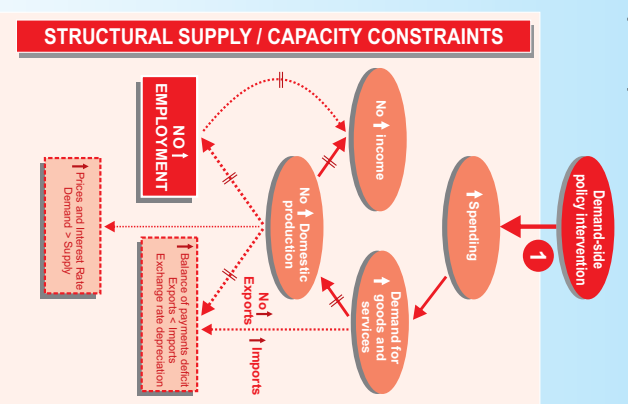 STRUCTURAL SUPPLY / CAPACITY CONSTRAINTS
Demand-side
policy intervention
1
↑ Spending
↑ Demand for
goods and
services
No ↑ income
No ↑ Domestic
production
NO ↑
EMPLOYMENT
No ↑
Exports
↑ Imports
↑ Balance of payments deficit
Exports < Imports
Exchange rate depreciation
↑ Prices and Interest Rate
Demand > Supply